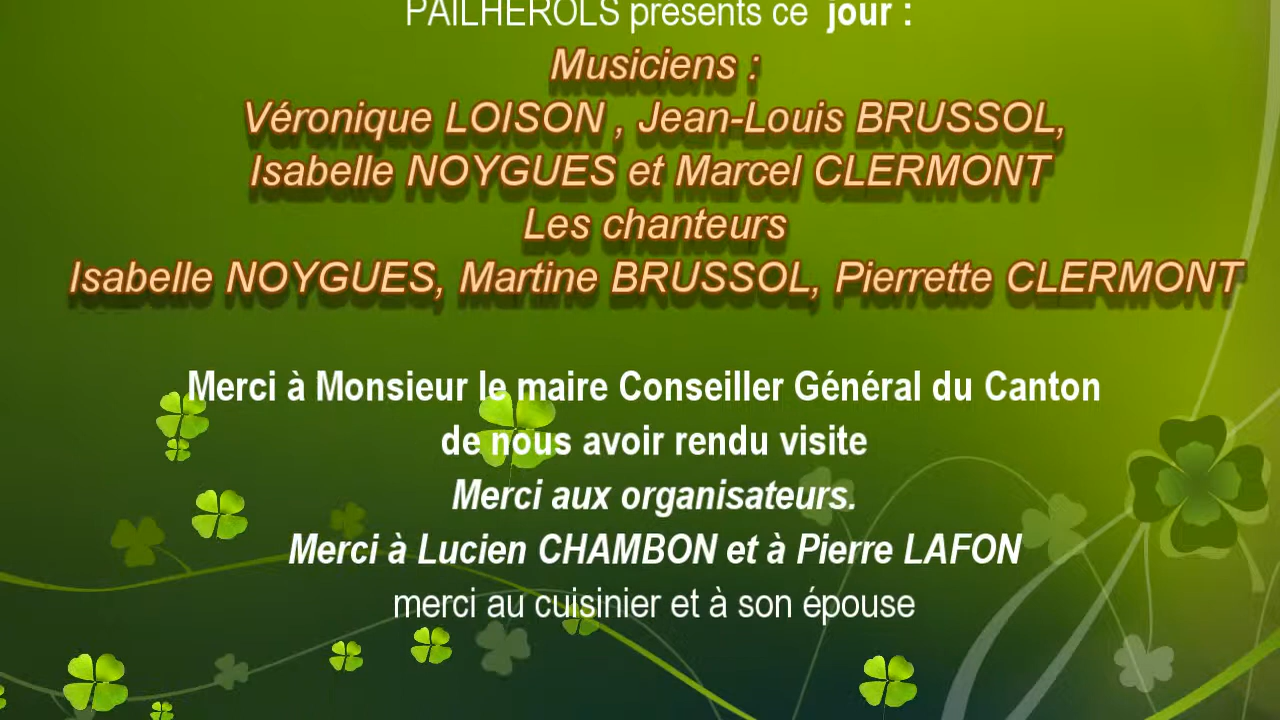 PAILHEROLS présents ce jour :
Musiciens :
Véronique LOISON , Jean-Louis BRUSSOL,
Isabelle NOYGUES et Marcel CLERMONT
Les chanteurs
Isabelle NOYGUES, Martine BRUSSOL, Pierrette CLERMONT
Merci à Monsieur le maire Conseiller Général du Canton
de nous avoir rendu visite
Merci aux organisateurs.
Merci à Lucien CHAMBON et à Pierre LAFON
merci au cuisinier et à son épouse